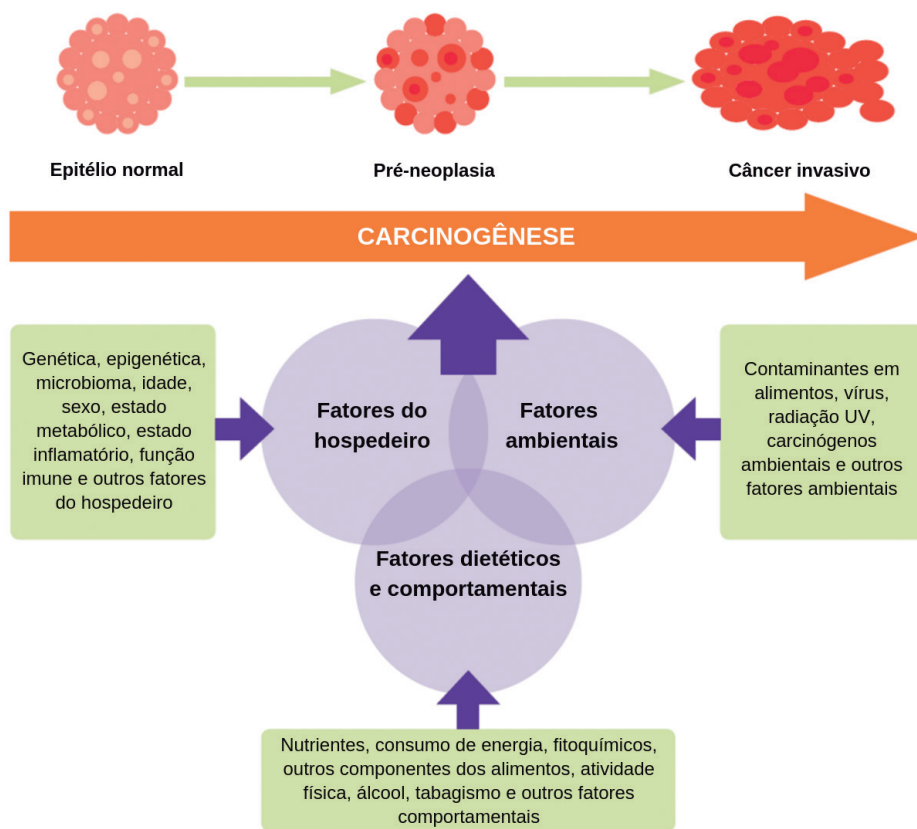 Epitélio normal
Pré-neoplasia
Câncer invasivo
CARCINOGÊNESE
Genética, epigenética,
microbioma, idade,
sexo, estado
metabólico, estado
inflamatório, função
imune e outros fatores
do hospedeiro
Fatores do
hospedeiro
Fatores
ambientais
Contaminantes em
alimentos, vírus,
radiação UV,
carcinógenos
ambientais e outros
fatores ambientais
Fatores dietéticos
e comportamentais
Nutrientes, consumo de energia, fitoquímicos,
outros componentes dos alimentos, atividade
física, álcool, tabagismo e outros fatores
comportamentais